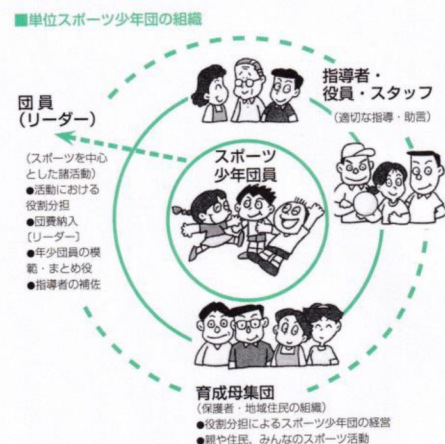 ■単位スポーツ少年団の組織
団 員
(リーダー)
(スポーツを中心
とした諸活動)
●活動における
役割分担
●団費納入
〔リーダー〕
●年少団員の模
範・まとめ役
●指導者の補佐
指導者・
役員・スタッフ
(適切な指導・助言)
スポーツ
少年団員
育成母集団
(保護者・地域住民の組織)
●役割分担によるスポーツ少年団の経営
●親や住民、みんなのスポーツ活動